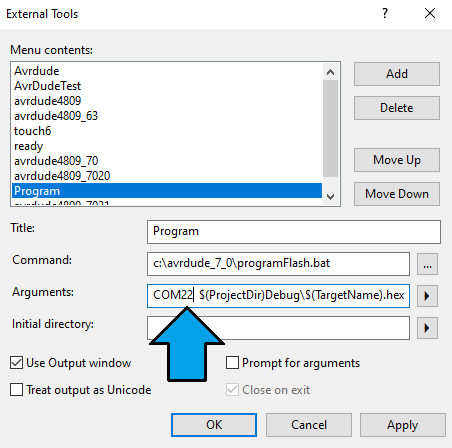 External Tools
?
Menu contents:
Avrdude
AvrDudeTest
avrdude4809
avrdude4809_63
touch6
ready
avrdude4809_70
avrdude4809_7020
Program
avrdude4809_7021
Add
Delete
Move Up
Move Down
Title:
Program
Command:
c:\avrdude_7_0\programFlash.bat
...
Arguments:
COM22 $(ProjectDir)Debug\$(TargetName).hex
Initial directory:
Use Output window
Prompt for arguments
Treat output as Unicode
Close on exit
OK
Cancel
Apply